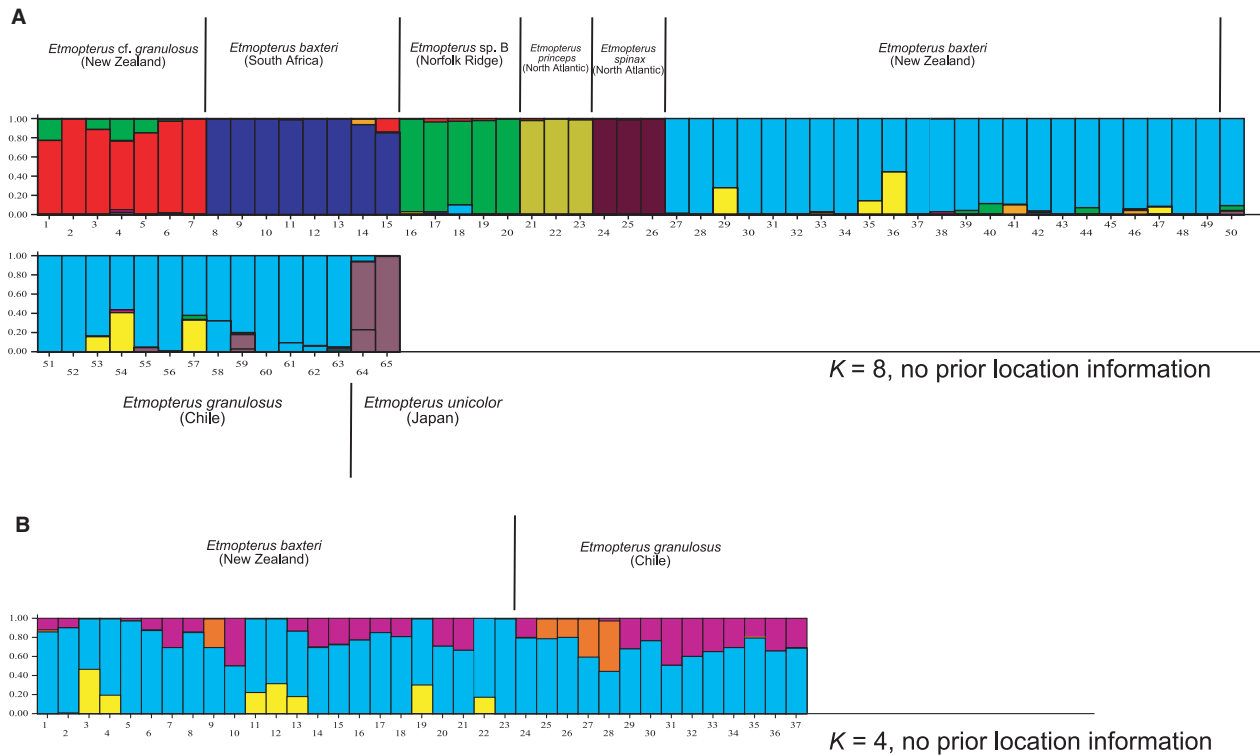 A
Etmopterus cf. granulosus
(New Zealand)
Etmopterus baxteri
(South Africa)
Etmopterus sp. B
(Norfolk Ridge)
Etmopterus
princeps
(North Atlantic)
Etmopterus
spinax
(North Atlantic)
Etmopterus baxteri
(New Zealand)
1.00
0.80
0.60
0.40
0.20
0.00
1 2 3 4 5 6 7 8 9 10 11 12 13 14 15 16 17 18 19 20 21 22 23 24 25 26 27 28 29 30 31 32 33 34 35 36 37 38 39 40 41 42 43 44 45 46 47 48 49 50
1.00
0.80
0.60
0.40
0.20
0.00
51 52 53 54 55 56 57 58 59 60 61 62 63 64 65
K = 8, no prior location information
Etmopterus granulosus
(Chile)
Etmopterus unicolor
(Japan)
B
Etmopterus baxteri
(New Zealand)
Etmopterus granulosus
(Chile)
1.00
0.80
0.60
0.40
0.20
0.00
1 2 3 4 5 6 7 8 9 10 11 12 13 14 15 16 17 18 19 20 21 22 23 24 25 26 27 28 29 30 31 32 33 34 35 36 37
K = 4, no prior location information